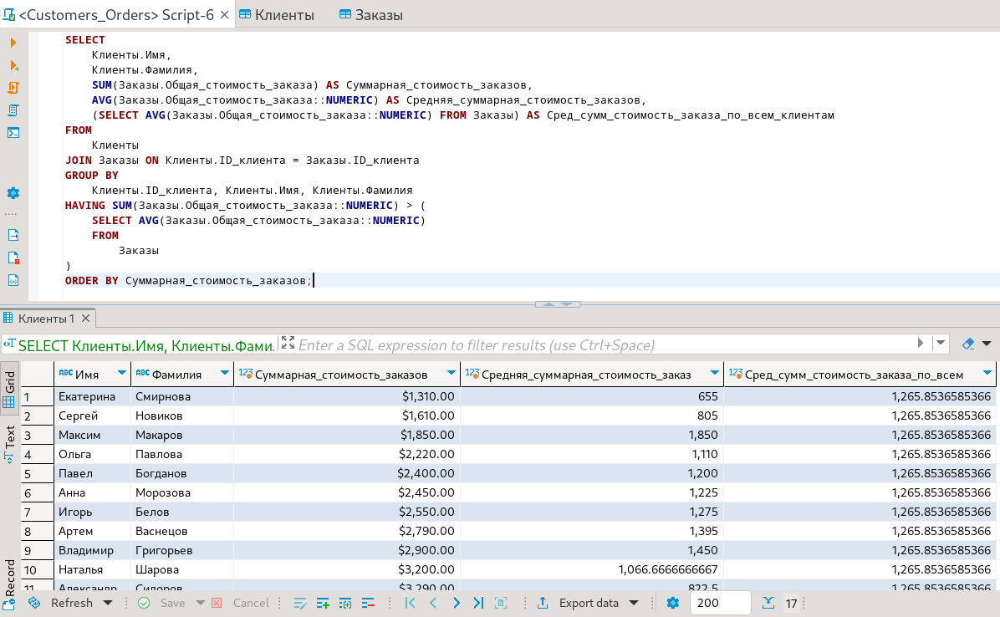 <Customers_Orders> Script-6 Клиенты Заказы
SELECT
Клиенты.Имя,
Клиенты.Фамилия,
SUM(Заказы.Общая_стоимость_заказа) AS Суммарная_стоимость_заказов,
AVG(Заказы.Общая_стоимость_заказа::NUMERIC) AS Средняя_суммарная_стоимость_заказов,
(SELECT AVG(Заказы.Общая_стоимость_заказа::NUMERIC) FROM Заказы) AS Сред_сумм_стоимость_заказа_по_всем_клиентам
FROM
Клиенты
JOIN Заказы ON Клиенты.ID_клиента = Заказы.ID_клиента
GROUP BY
Клиенты.ID_клиента, Клиенты.Имя, Клиенты.Фамилия
HAVING SUM(Заказы.Общая_стоимость_заказа::NUMERIC) > (
SELECT AVG(Заказы.Общая_стоимость_заказа::NUMERIC)
FROM
Заказы
)
ORDER BY Суммарная_стоимость_заказов;
Клиенты 1
SELECT Клиенты.Имя, Клиенты.Фами. Enter a SQL expression to filter results (use Ctrl+Space)
Grid
Text
Record
ABC Имя ABC Фамилия 123 Суммарная_стоимость_заказов 123 Средняя_суммарная_стоимость_заказ 123 Сред_сумм_стоимость_заказа_по_всем
1 Екатерина Смирнова $1,310.00 655 1,265.8536585366
2 Сергей Новиков $1,610.00 805 1,265.8536585366
3 Максим Макаров $1,850.00 1,850 1,265.8536585366
4 Ольга Павлова $2,220.00 1,110 1,265.8536585366
5 Павел Богданов $2,400.00 1,200 1,265.8536585366
6 Анна Морозова $2,450.00 1,225 1,265.8536585366
7 Игорь Белов $2,550.00 1,275 1,265.8536585366
8 Артем Васнецов $2,790.00 1,395 1,265.8536585366
9 Владимир Григорьев $2,900.00 1,450 1,265.8536585366
10 Наталья Шарова $3,200.00 1,066.6666666667 1,265.8536585366
11 Александр Сидоров $3,290.00 822.5 1,265.8536585366
Refresh Save Cancel Export data 200 17